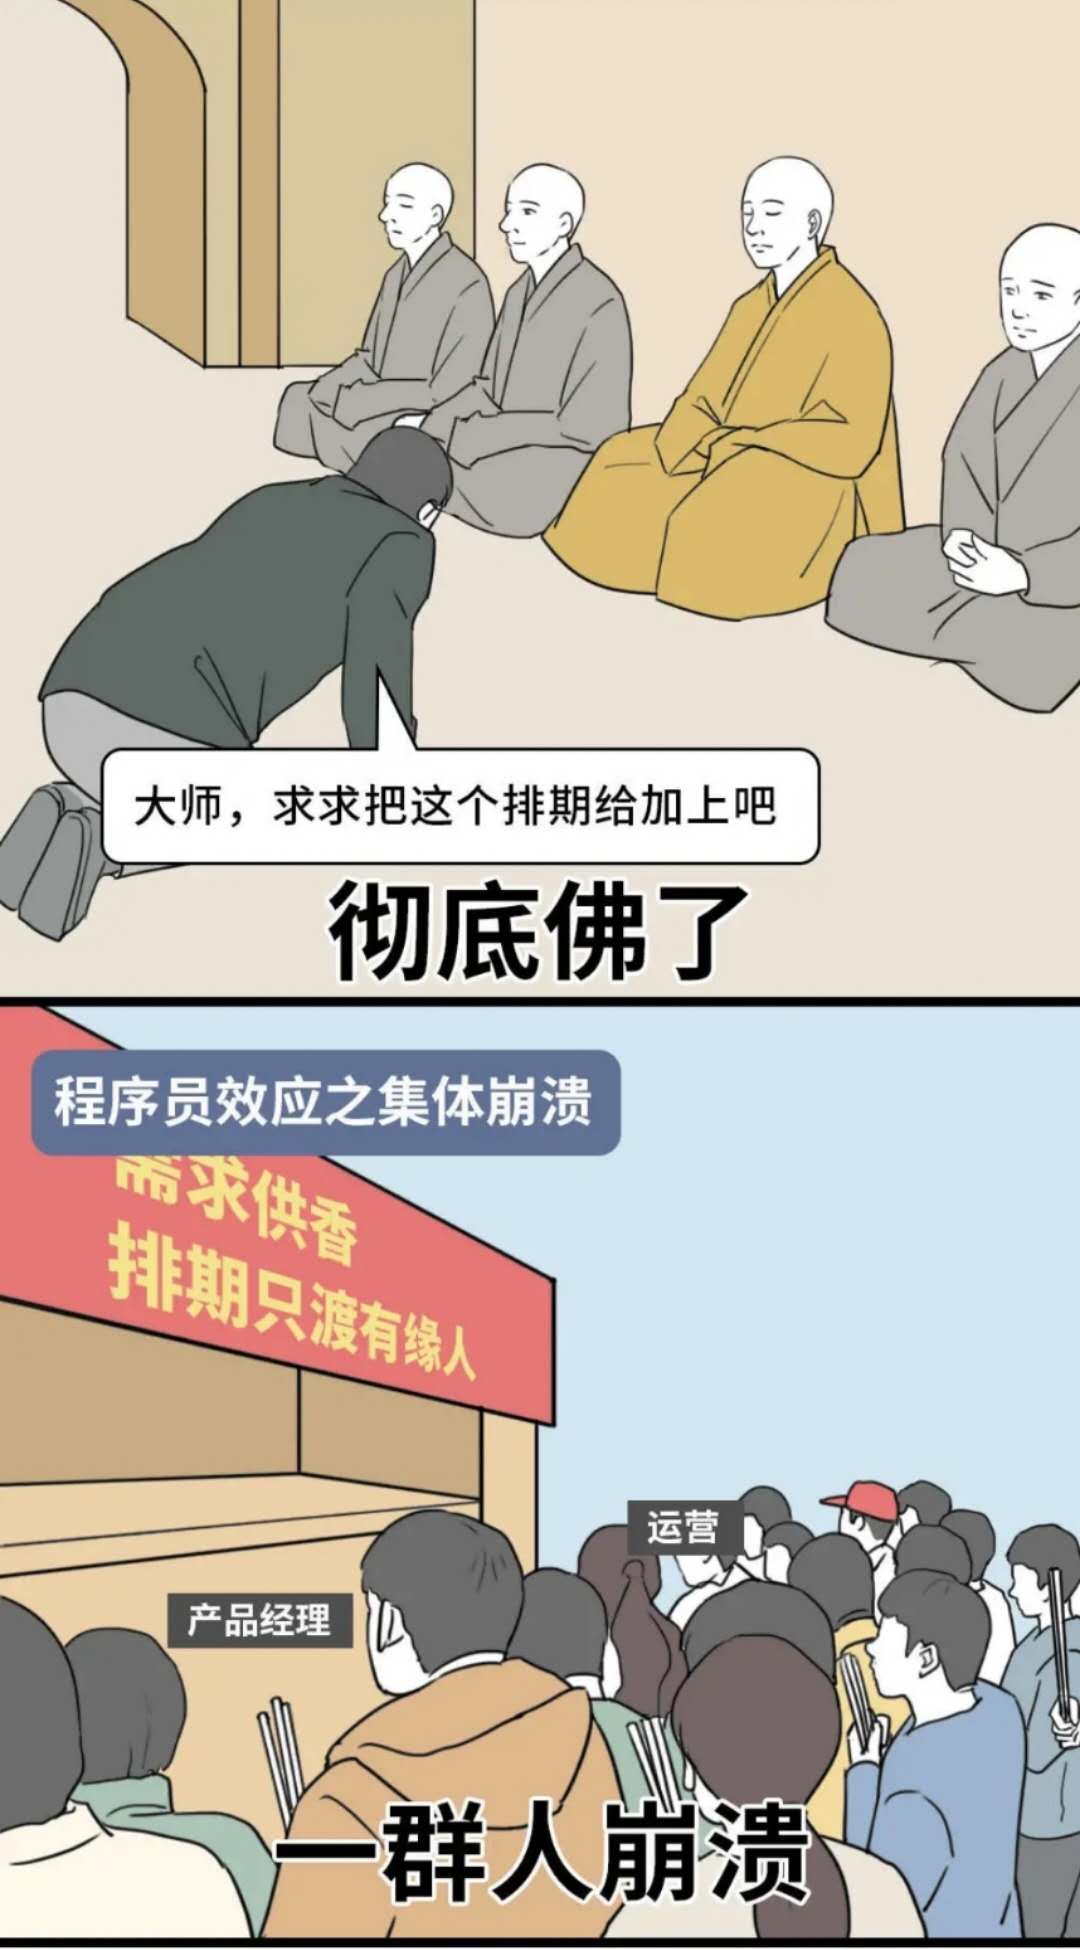 大师，求求把这个排期给加上吧
彻底佛了
程序员效应之集体崩溃
需求供香
排期只渡有缘人
运营
产品经理
一群人崩溃